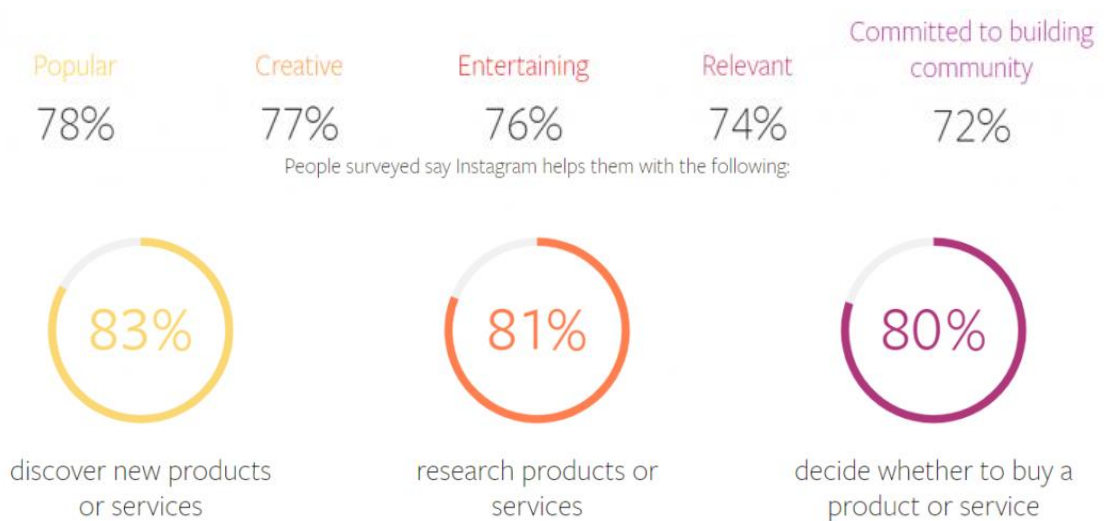 Popular
78%
Creative
77%
Entertaining
76%
Relevant
74%
Committed to building
community
72%
People surveyed say Instagram helps them with the following:
83%
discover new products
or services
81%
research products or
services
80%
decide whether to buy a
product or service